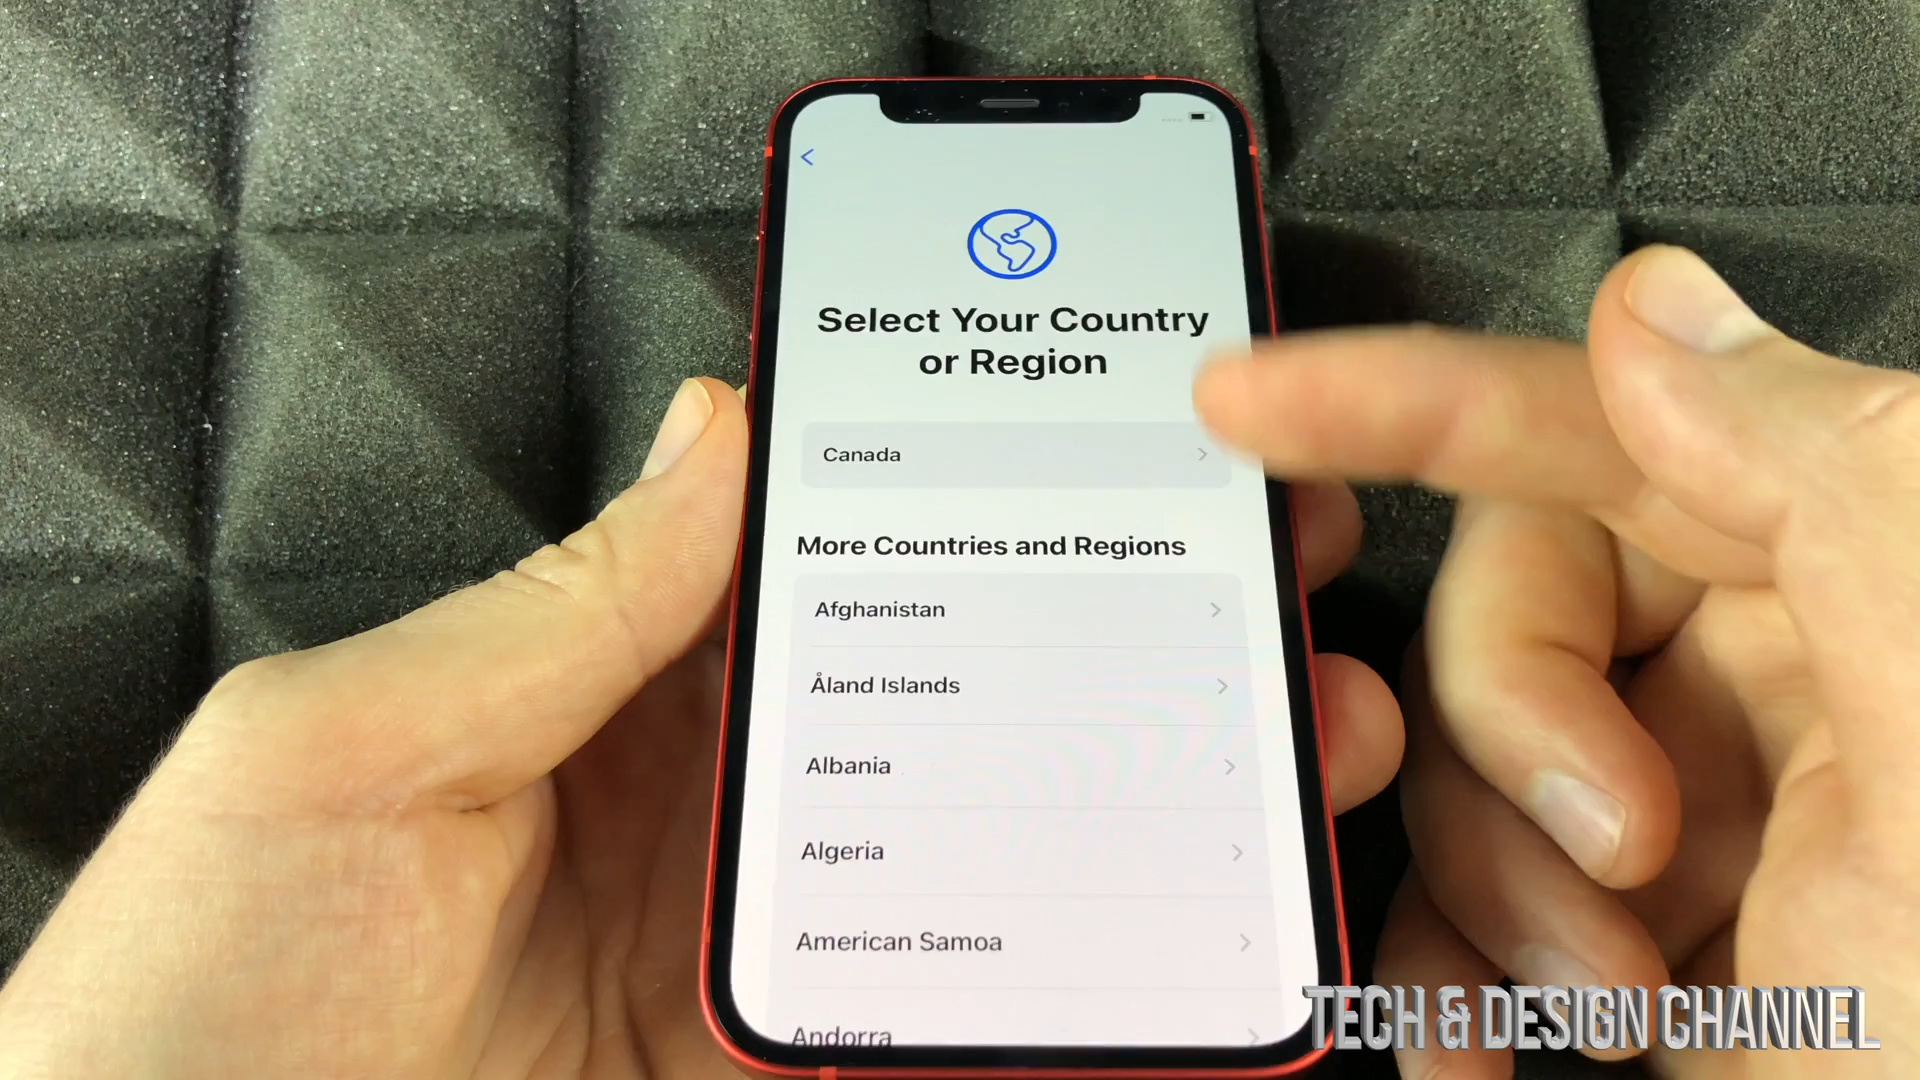 Select Your Country
or Region
Canada
More Countries and Regions
Afghanistan
Åland Islands
Albania
Algeria
American Samoa
Andorra
TECH & DESIGN CHANNEL